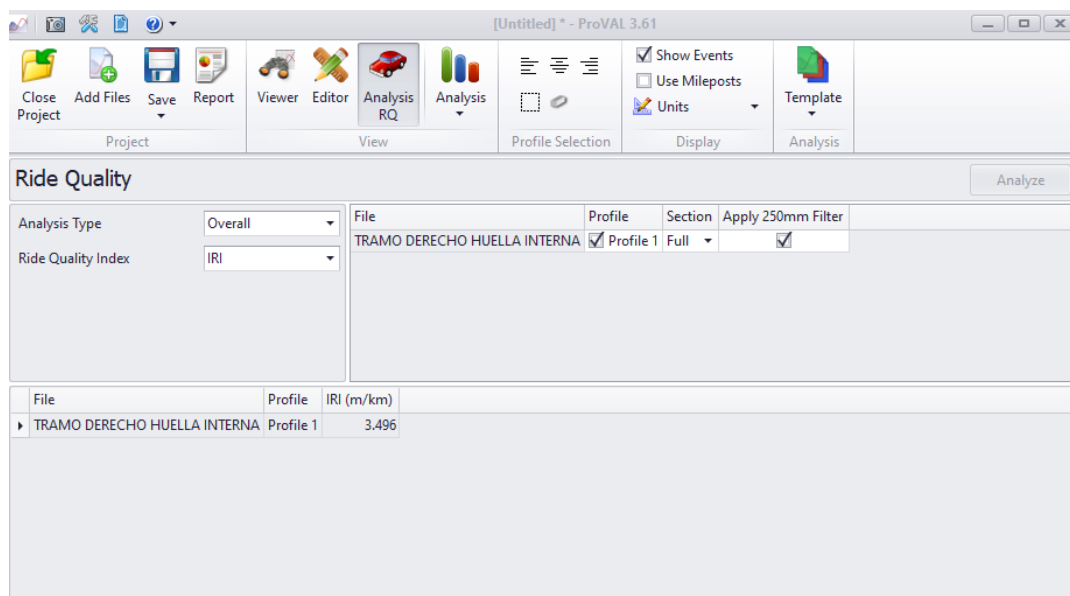 [Untitled] * - ProVAL 3.61
Close Project
Add Files
Save
Report
Viewer
Editor
Analysis RQ
Analysis
Show Events
Use Mileposts
Units
Template
Project
View
Profile Selection
Display
Analysis
Ride Quality
Analyze
Analysis Type
Overall
Ride Quality Index
IRI
File Profile Section Apply 250mm Filter
TRAMO DERECHO HUELLA INTERNA Profile 1 Full
File Profile IRI (m/km)
TRAMO DERECHO HUELLA INTERNA Profile 1 3.496